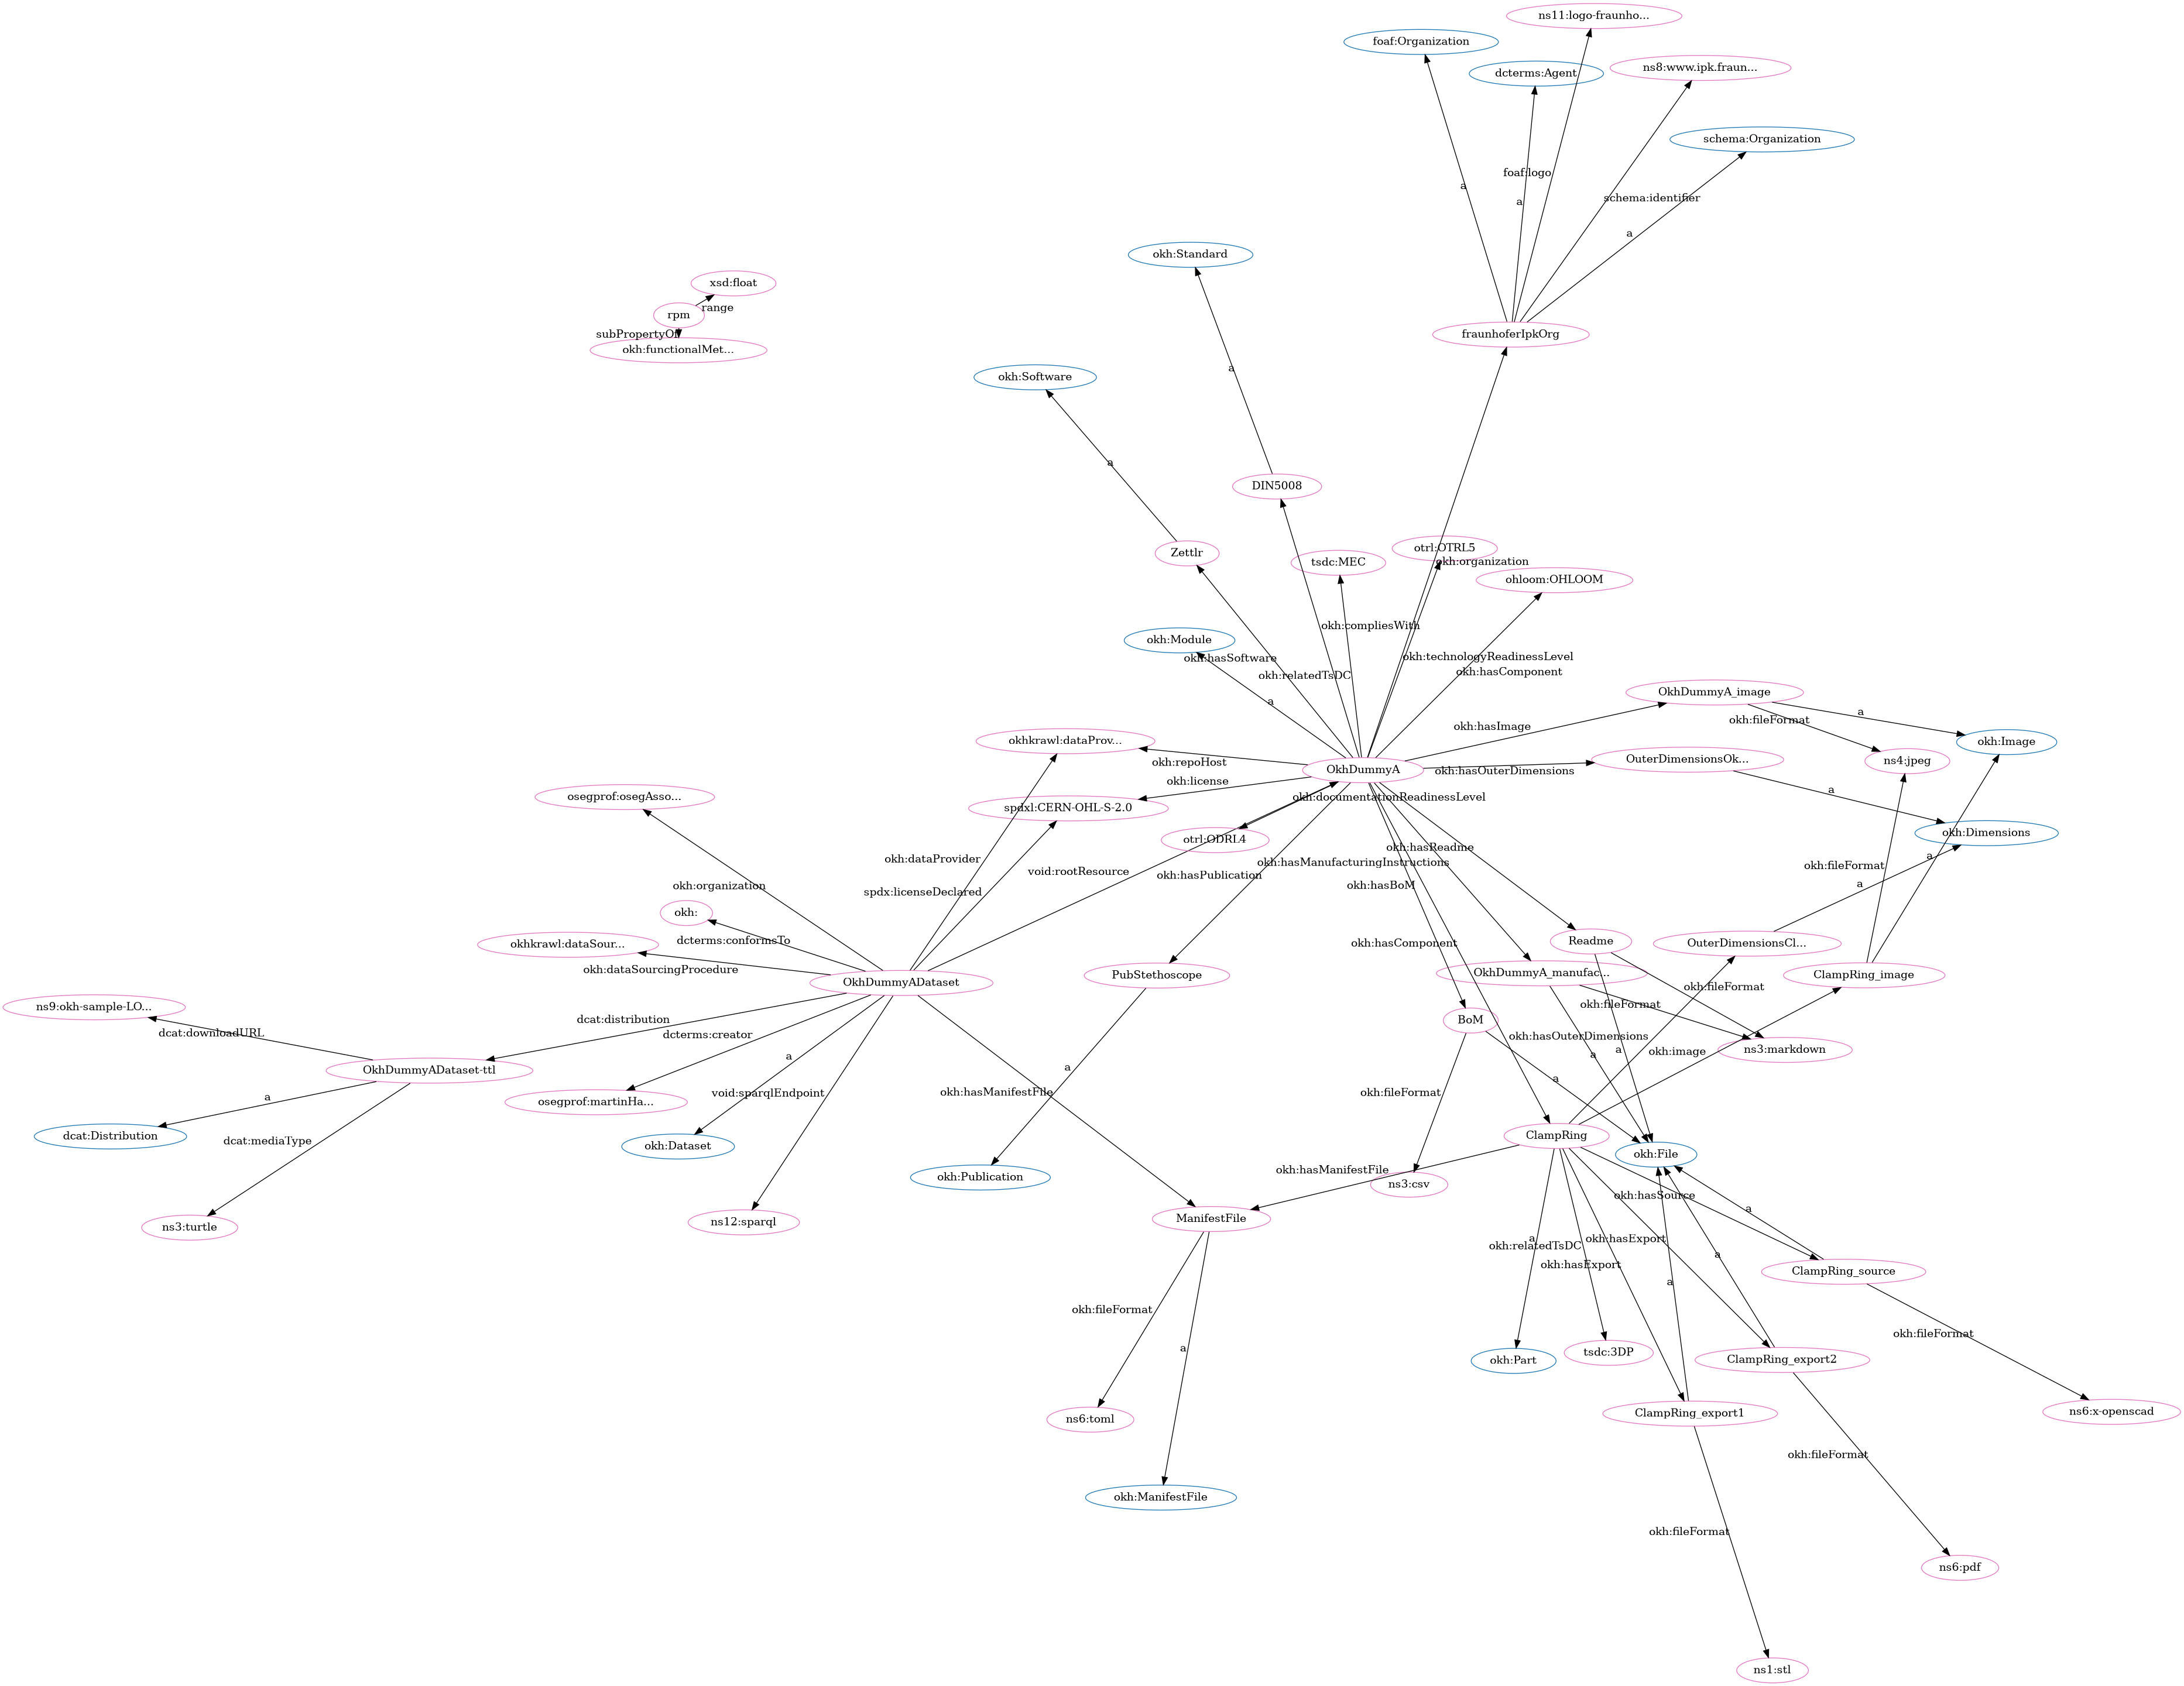 ns11:logo-fraunho...
foaf:Organization
ns8:www.ipk.fraun...
dcterms:Agent
schema:Organization
foaf:logo
a
schema:identifier
a
a
okh:Standard
xsd:float
range
rpm
fraunhoferIpkOrg
subPropertyOf
okh:functionalMet...
a
okh:Software
a
DIN5008
otrl:OTRL5
Zettlr
tsdc:MEC
okh:organization
ohloom:OHLOOM
okh:compliesWith
okh:Module
okh:hasSoftware
okh:technologyReadinessLevel
okh:relatedTsDC
okh:hasComponent
OkhDummyA_image
a
okh:fileFormat
a
okh:hasImage
okhkrawl:dataProv...
okh:Image
okh:repoHost
OuterDimensionsOk...
ns4:jpeg
OkhDummyA
okh:hasOuterDimensions
okh:license
a
osegprof:osegAsso...
okh:documentationReadinessLevel
spdxl:CERN-OHL-S-2.0
okh:Dimensions
otrl:ODRL4
okh:hasReadme
okh:dataProvider
okh:hasManufacturingInstructions
a
okh:fileFormat
void:rootResource
okh:hasPublication
okh:organization
spdx:licenseDeclared
okh:hasBoM
a
okh:
dcterms:conformsTo
okh:hasComponent
Readme
OuterDimensionsCl...
okhkrawl:dataSour...
okh:dataSourcingProcedure
PubStethoscope
OkhDummyA_manufac...
ClampRing_image
OkhDummyADataset
okh:fileFormat
ns9:okh-sample-LO...
okh:fileFormat
dcat:distribution
BoM
dcat:downloadURL
dcterms:creator
okh:hasOuterDimensions
a
a
a
okh:image
ns3:markdown
OkhDummyADataset-ttl
a
a
okh:hasManifestFile
okh:fileFormat
void:sparqlEndpoint
a
osegprof:martinHa...
dcat:Distribution
dcat:mediaType
okh:Dataset
ClampRing
okh:File
okh:Publication
okh:hasManifestFile
ns3:csv
okh:hasSource
a
ns3:turtle
ns12:sparql
ManifestFile
a
okh:relatedTsDC
okh:hasExport
a
okh:hasExport
a
ClampRing_source
okh:fileFormat
okh:fileFormat
a
okh:Part
tsdc:3DP
ClampRing_export2
ns6:toml
ClampRing_export1
ns6:x-openscad
okh:fileFormat
okh:ManifestFile
okh:fileFormat
ns6:pdf
ns1:stl